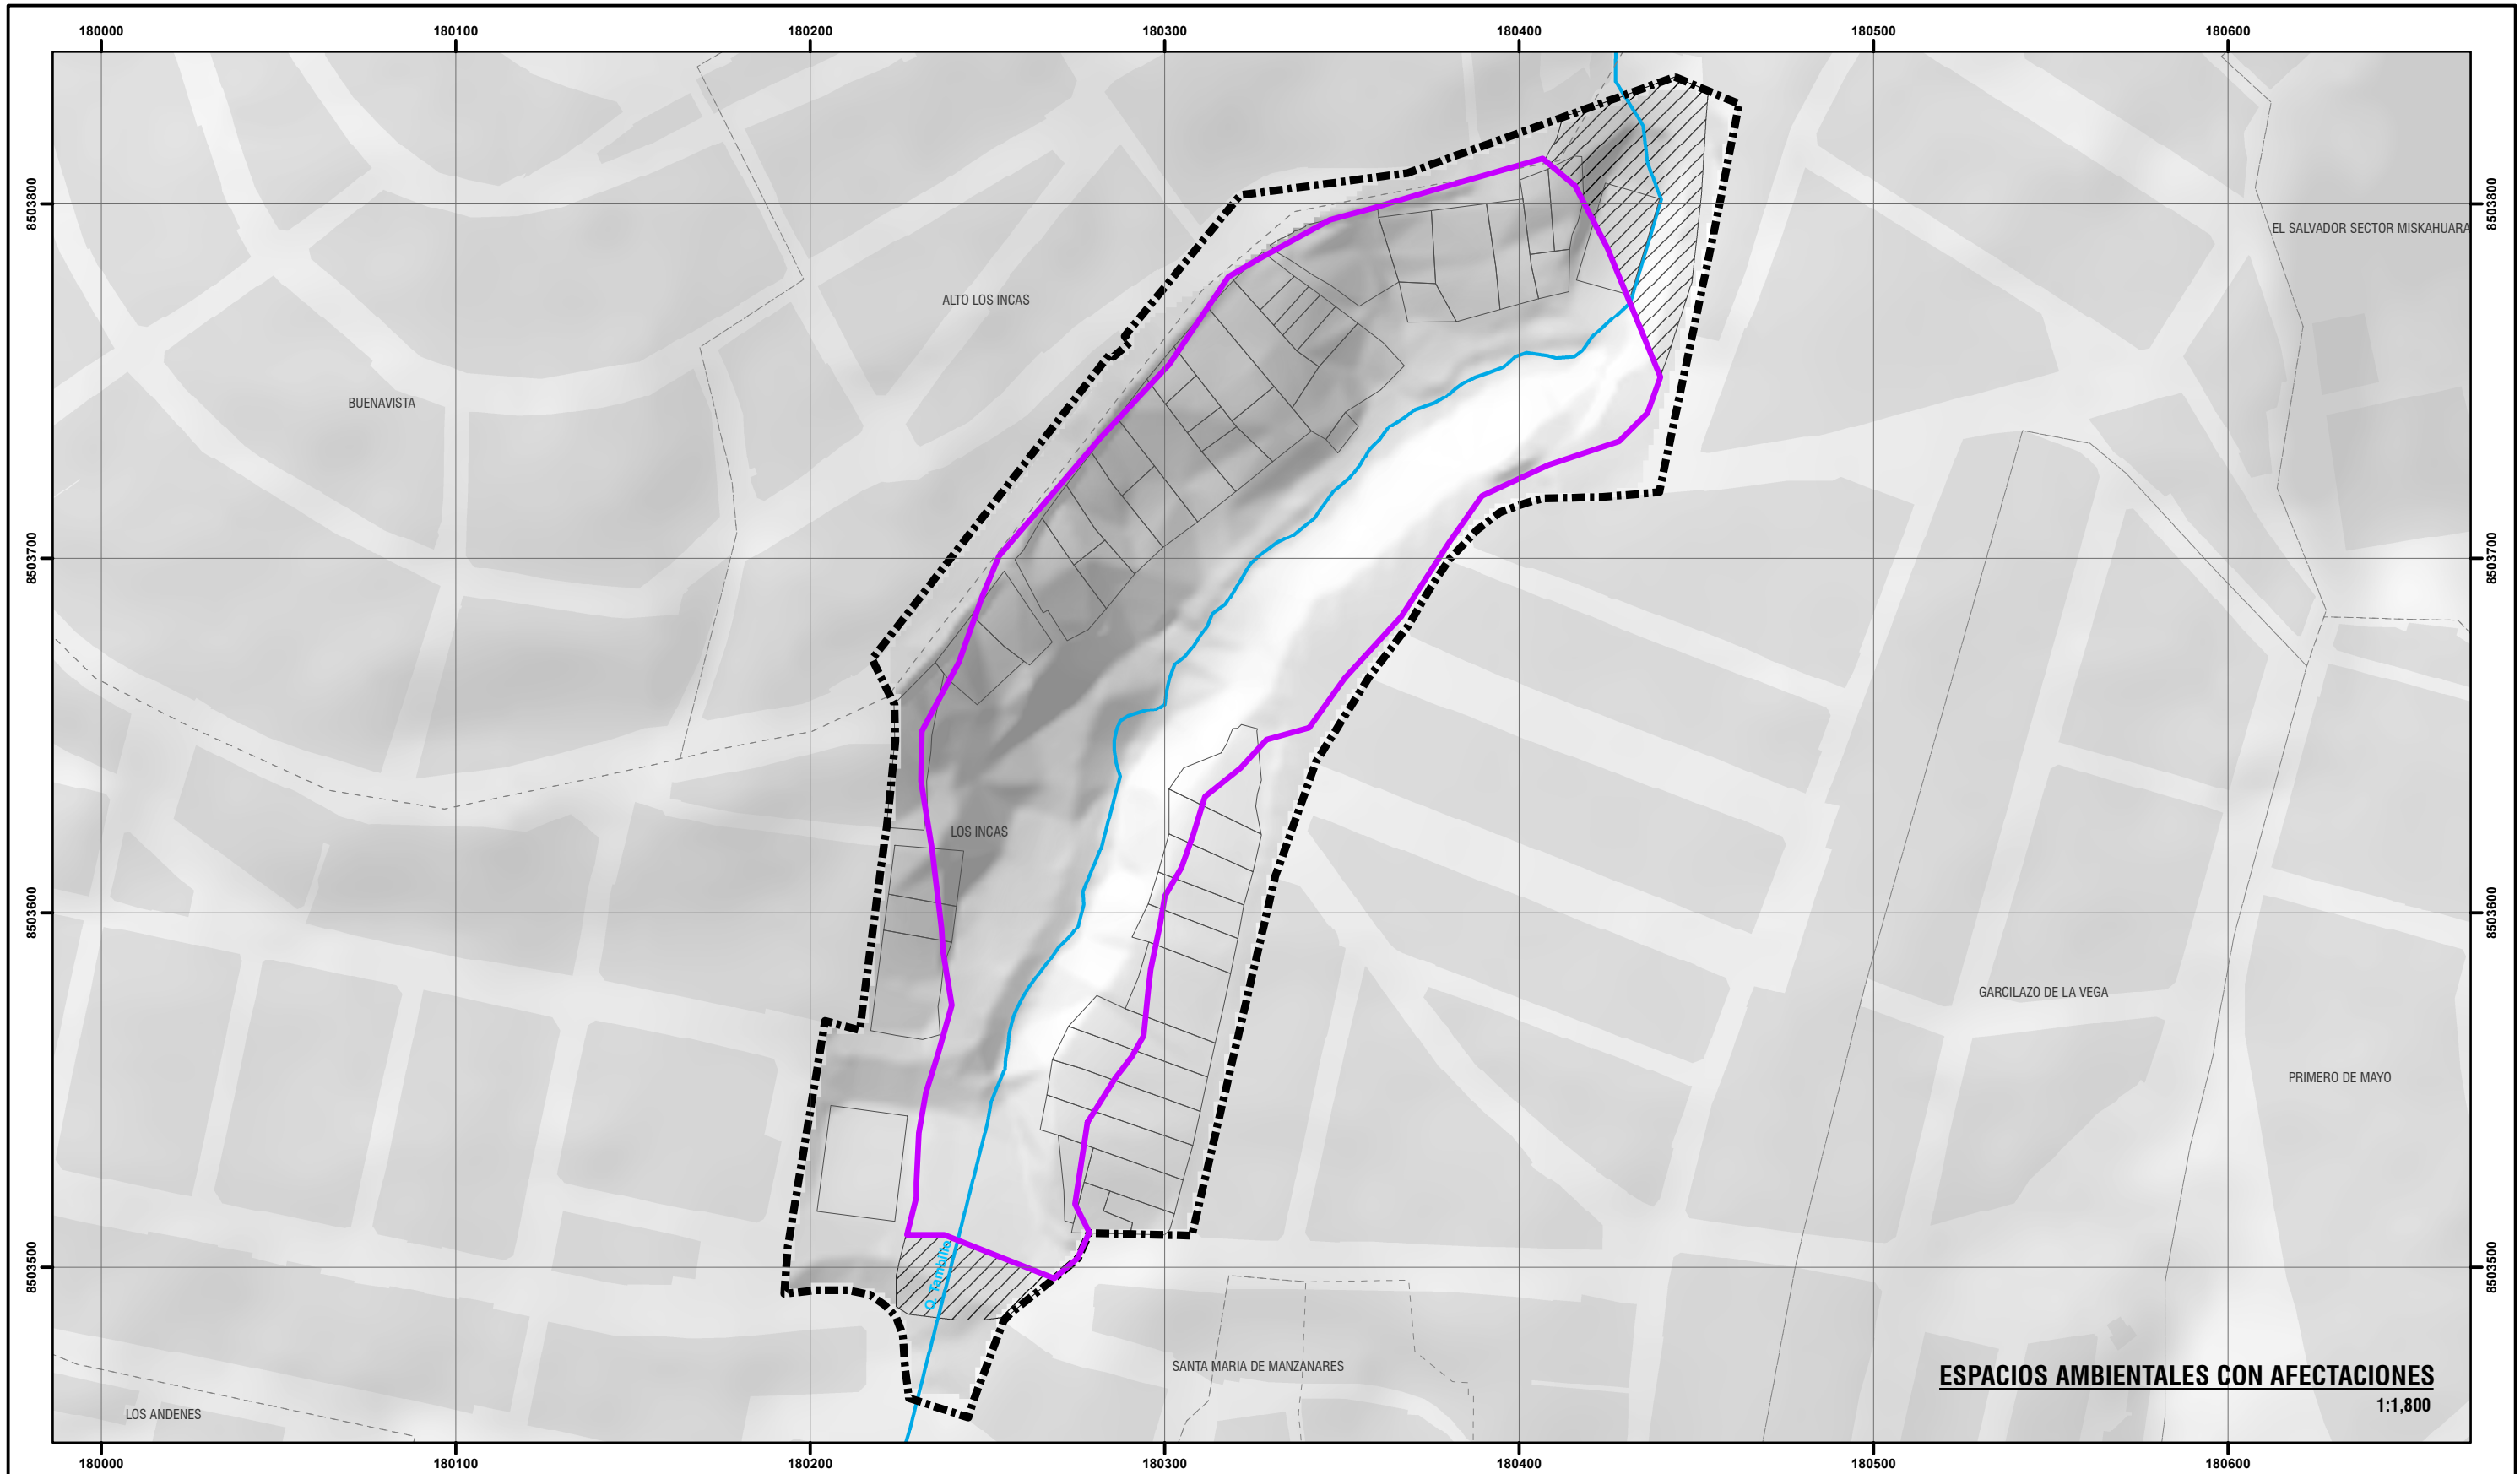 180000 180100 180200 180300 180400 180500 180600
8503800 8503800
EL SALVADOR SECTOR MISKAHUARA
ALTO LOS INCAS
BUENAVISTA
8503700 8503700
LOS INCAS
8503600 8503600
GARCILAZO DE LA VEGA
PRIMERO DE MAYO
8503500 8503500
Q. Tambillo
SANTA MARIA DE MANZANARES
ESPACIOS AMBIENTALES CON AFECTACIONES
1:1,800
LOS ANDENES
180000 180100 180200 180300 180400 180500 180600